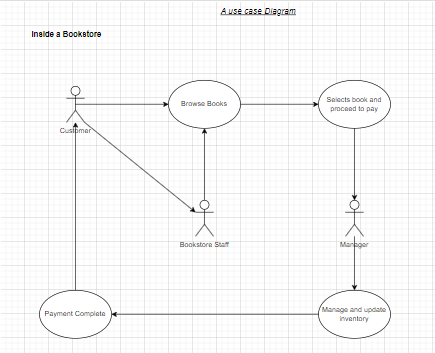 A use case Diagram
Inside a Bookstore
Browse Books
Selects book and
proceed to pay
Customer
Bookstore Staff
Manager
Payment Complete
Manage and update
inventory